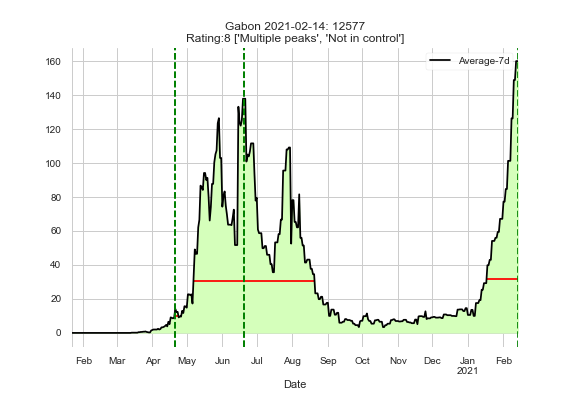 Gabon 2021-02-14: 12577
Rating:8 ['Multiple peaks', 'Not in control']
Average-7d
160
140
120
100
80
60
40
20
0
Feb Mar Apr May Jun Jul Aug Sep Oct Nov Dec Jan Feb
2021
Date